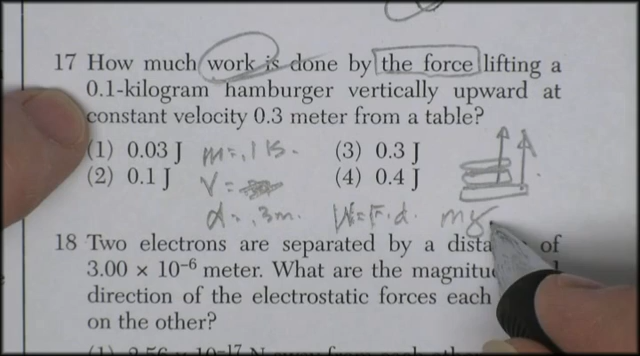 17 How much work is done by the force lifting a
0.1-kilogram hamburger vertically upward at
constant velocity 0.3 meter from a table?
(1) 0.03 J m=.1 (3) 0.3 J
(2) 0.1 J V= (4) 0.4 J
d=.3m. W=F.d. mg
18 Two electrons are separated by a of
3.00 × 10⁻⁶ meter. What are the
direction of the electrostatic forces each
on the other?